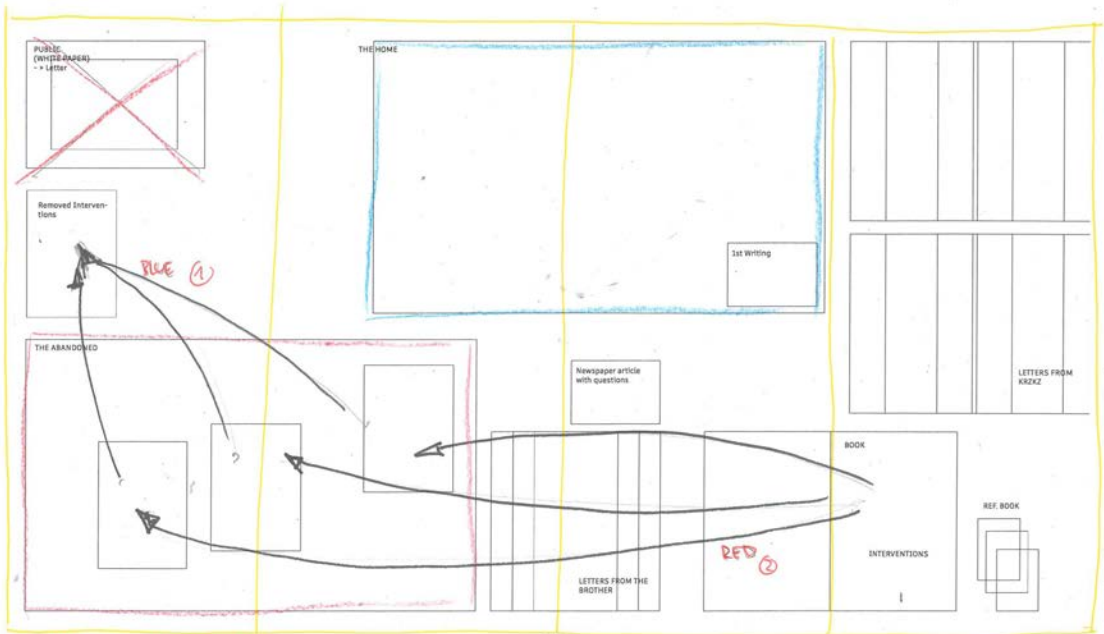 PUBLIC
(WHITE PAPER)
-> Letter
THE HOME
Removed Interven-
tions
BLUE ①
1st Writing
THE ABANDONED
Newspaper article
with questions
LETTERS FROM
KRZKZ
BOOK
REF. BOOK
RED ②
INTERVENTIONS
LETTERS FROM THE
BROTHER